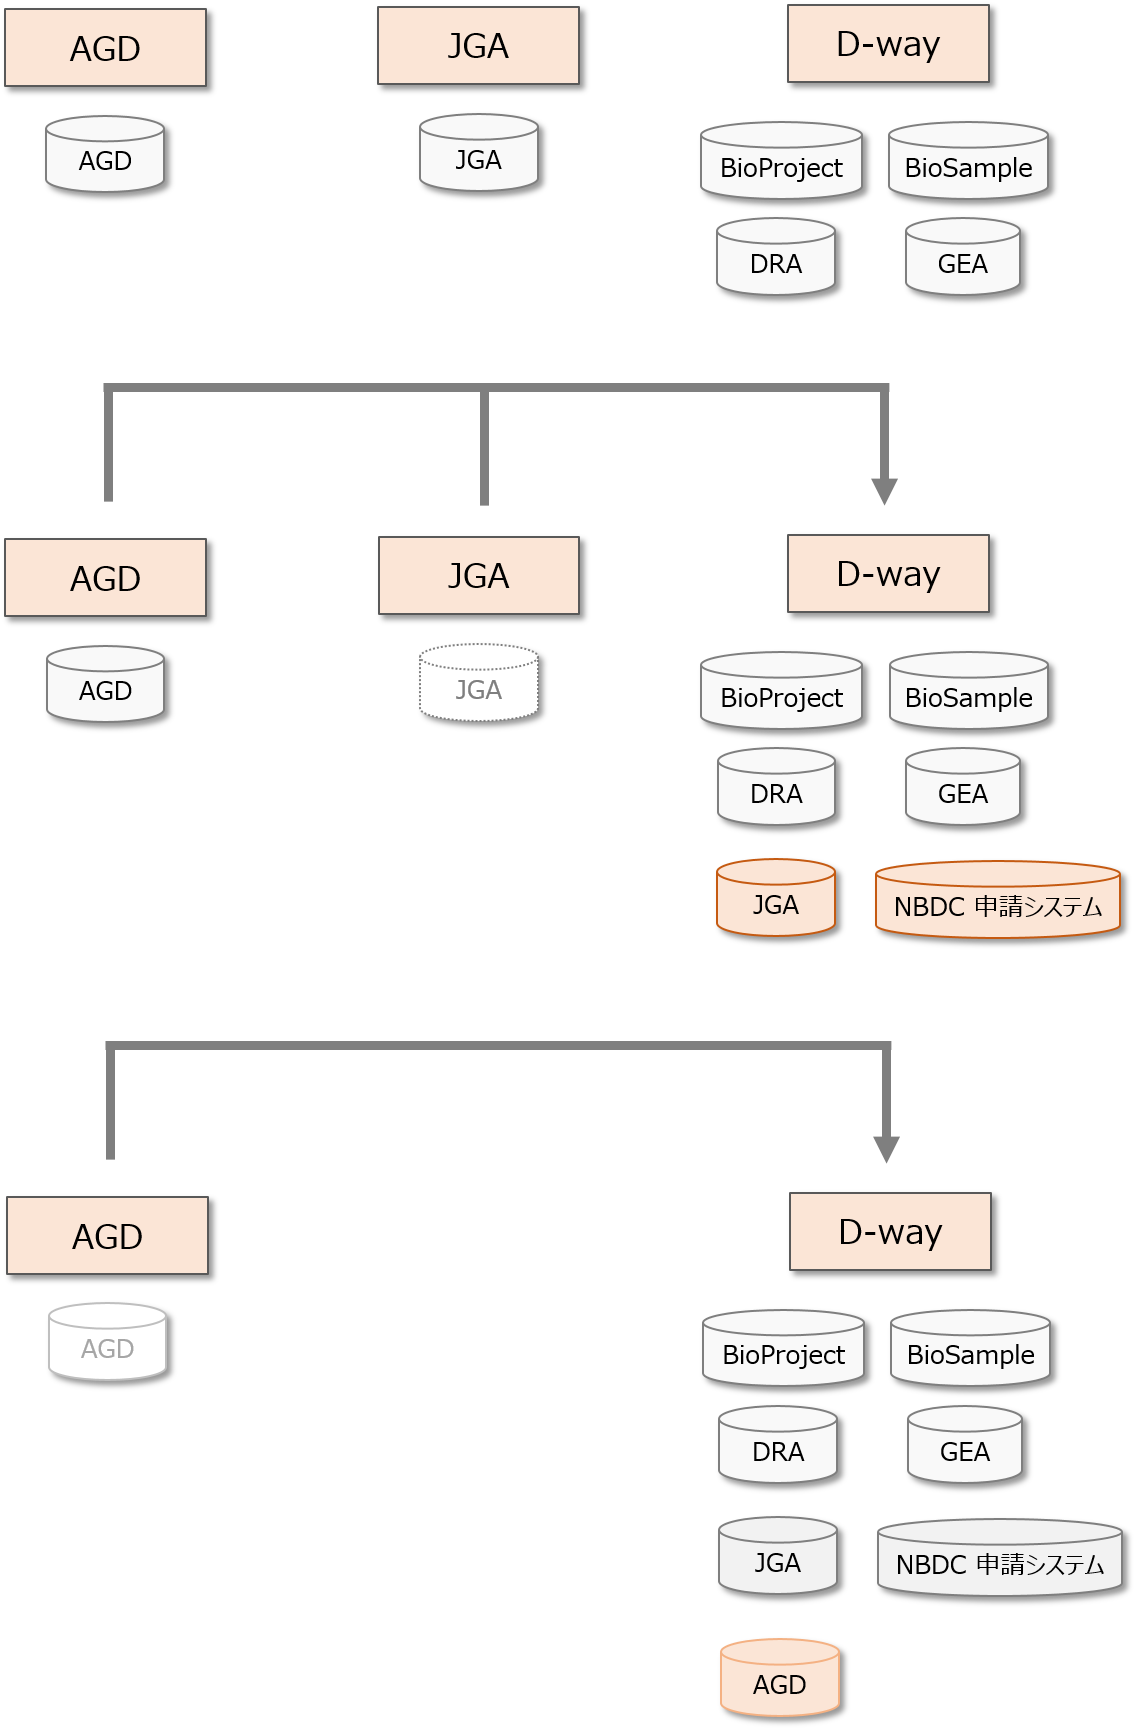 AGD
JGA
D-way
AGD
JGA
BioProject
BioSample
DRA
GEA
AGD
JGA
D-way
AGD
JGA
BioProject
BioSample
DRA
GEA
JGA
NBDC 申請システム
AGD
D-way
AGD
BioProject
BioSample
DRA
GEA
JGA
NBDC 申請システム
AGD